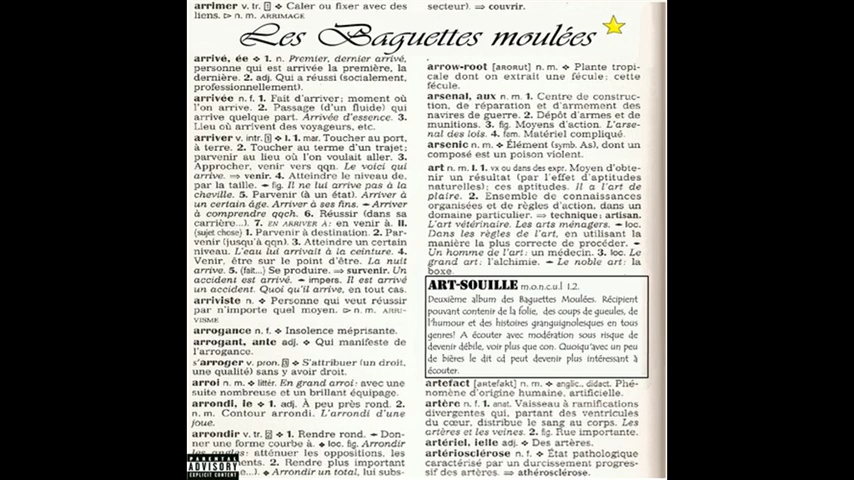 arrimer v. tr. 1 ❖ Caler ou fixer avec des
liens. ▷ n. m. ARRIMAGE
secteur). ⇒ couvrir.
Les Baguettes moulées
arrivé, ée ❖ 1. n. Premier, dernier arrivé,
personne qui est arrivée la première, la
dernière. 2. adj. Qui a réussi (socialement,
professionnellement).
arrivée n. f. 1. Fait d'arriver; moment où
l'on arrive. 2. Passage (d'un fluide) qui
arrive quelque part. Arrivée d'essence. 3.
Lieu où arrivent des voyageurs, etc.
arriver v. intr. 1 ❖ I. 1. mar. Toucher au port,
à terre. 2. Toucher au terme d'un trajet;
parvenir au lieu où l'on voulait aller. 3.
Approcher, venir vers qqn. Le voici qui
arrive. ⇒ venir. 4. Atteindre le niveau de,
par la taille. ⁃ fig. Il ne lui arrive pas à la
cheville. 5. Parvenir (à un état). Arriver à
un certain âge. Arriver à ses fins. ⁃ Arriver
à comprendre qqch. 6. Réussir (dans sa
carrière...). 7. EN ARRIVER À: en venir à. II.
(sujet chose) 1. Parvenir à destination. 2. Par-
venir (jusqu'à qqn). 3. Atteindre un certain
niveau. L'eau lui arrivait à la ceinture. 4.
Venir, être sur le point d'être. La nuit
arrive. 5. (fait...) Se produire. ⇒ survenir. Un
accident est arrivé. ⁃ impers. Il est arrivé
un accident. Quoi qu'il arrive, en tout cas.
arriviste n. ❖ Personne qui veut réussir
par n'importe quel moyen. ▷ n. m. ARRI-
VISME
arrogance n. f. ❖ Insolence méprisante.
arrogant, ante adj. ❖ Qui manifeste de
l'arrogance.
s'arroger v. pron. ❖ S'attribuer (un droit,
une qualité) sans y avoir droit.
arroi n. m. ❖ littér. En grand arroi: avec une
suite nombreuse et un brillant équipage.
arrondi, ie ❖ 1. adj. À peu près rond. 2.
n. m. Contour arrondi. L'arrondi d'une
joue.
arrondir v. tr. ❖ 1. Rendre rond. ⁃ Don-
ner une forme courbe à. ❖ loc. fig. Arrondir
les angles: atténuer les oppositions, les
ments. 2. Rendre plus important
...). ❖ Arrondir un total, lui subs-
PARENTAL
ADVISORY
EXPLICIT CONTENT
arrow-root [ARORUT] n. m. ❖ Plante tropi-
cale dont on extrait une fécule; cette
fécule.
arsenal, aux n. m. 1. Centre de construc-
tion, de réparation et d'armement des
navires de guerre. 2. Dépôt d'armes et de
munitions. 3. fig. Moyens d'action. L'arse-
nal des lois. 4. fam. Matériel compliqué.
arsenic n. m. ❖ Élément (symb. As), dont un
composé est un poison violent.
art n. m. I. 1. vx ou dans des expr. Moyen d'obte-
nir un résultat (par l'effet d'aptitudes
naturelles); ces aptitudes. Il a l'art de
plaire. 2. Ensemble de connaissances
organisées et de règles d'action, dans un
domaine particulier. ⇒ technique; artisan.
L'art vétérinaire. Les arts ménagers. ⁃ loc.
Dans les règles de l'art, en utilisant la
manière la plus correcte de procéder. ⁃
Un homme de l'art: un médecin. 3. loc. Le
grand art: l'alchimie. ⁃ Le noble art: la
boxe.
ART-SOUILLE m.o.n.c.u.l 1.2.
Deuxième album des Baguettes Moulées. Récipient
pouvant contenir de la folie, des coups de gueules, de
l'humour et des histoires granguignolesques en tous
genres! A écouter avec modération sous risque de
devenir débile, voir plus que con. Quoiqu'avec un peu
de bières le dit cd peut devenir plus intéressant à
écouter.
artefact [aʀtefakt] n. m. ❖ anglic., didact. Phé-
nomène d'origine humaine, artificielle.
artère n. f. 1. anat. Vaisseau à ramifications
divergentes qui, partant des ventricules
du cœur, distribue le sang au corps. Les
artères et les veines. 2. fig. Rue importante.
artériel, ielle adj. ❖ Des artères.
artériosclérose n. f. ❖ État pathologique
caractérisé par un durcissement progres-
sif des artères. ⇒ athérosclérose.